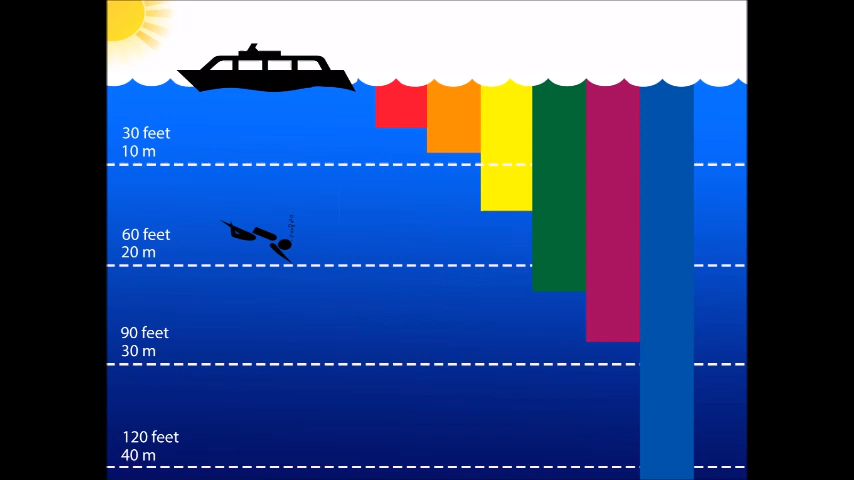 30 feet
10 m
60 feet
20 m
90 feet
30 m
120 feet
40 m